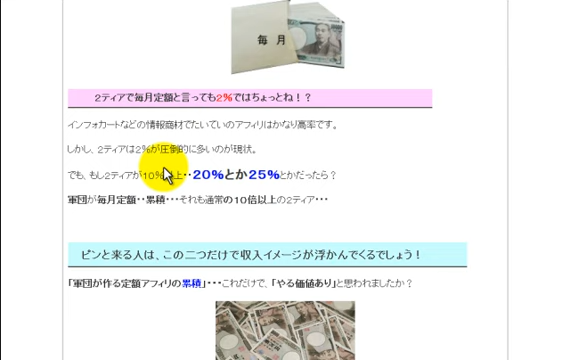 毎 月
2ティアで毎月定額と言っても2%ではちょっとね！？
インフォカートなどの情報商材でたいていのアフィリはかなり高率です。
しかし、2ティアは2%が圧倒的に多いのが現状。
でも、もし2ティアが10%以上・・20%とか25%とかだったら？
軍団が毎月定額・・累積・・・それも通常の10倍以上の2ティア・・・
ピンと来る人は、この二つだけで収入イメージが浮かんでくるでしょう！
「軍団が作る定額アフィリの累積」・・・これだけで、「やる価値あり」と思われましたか？